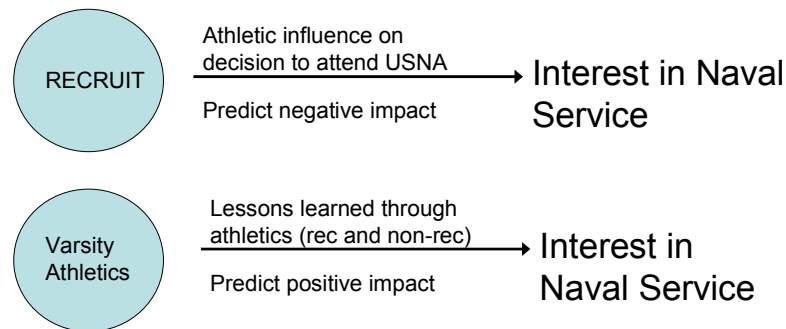 RECRUIT
Athletic influence on
decision to attend USNA
Predict negative impact
Interest in Naval
Service
Varsity
Athletics
Lessons learned through
athletics (rec and non-rec)
Predict positive impact
Interest in
Naval Service